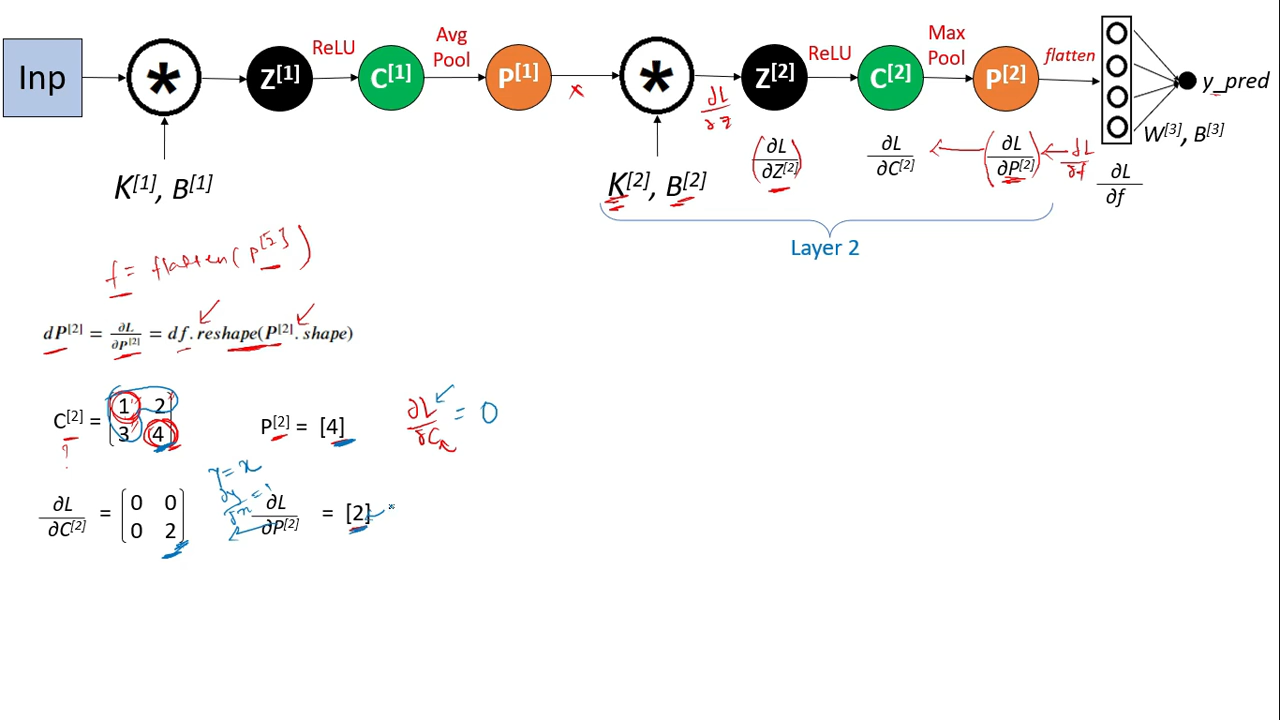 Inp * Z[1] ReLU C[1] Avg Pool P[1] x * ∂L/∂Z Z[2] ReLU C[2] Max Pool P[2] flatten y_pred
W[3], B[3]
K[1], B[1]
K[2], B[2]
∂L/∂Z[2] ∂L/∂C[2] ∂L/∂P[2] ∂L/∂f ∂L/∂f
Layer 2
f = flatten(P[2])
dP[2] = ∂L/∂P[2] = df.reshape(P[2].shape)
C[2] = [1 2
3 4]
P[2] = [4]
∂L/∂C = 0
?
y = x
∂y/∂x = 1
∂L/∂C[2] = [0 0
0 2]
∂L/∂P[2] = [2]